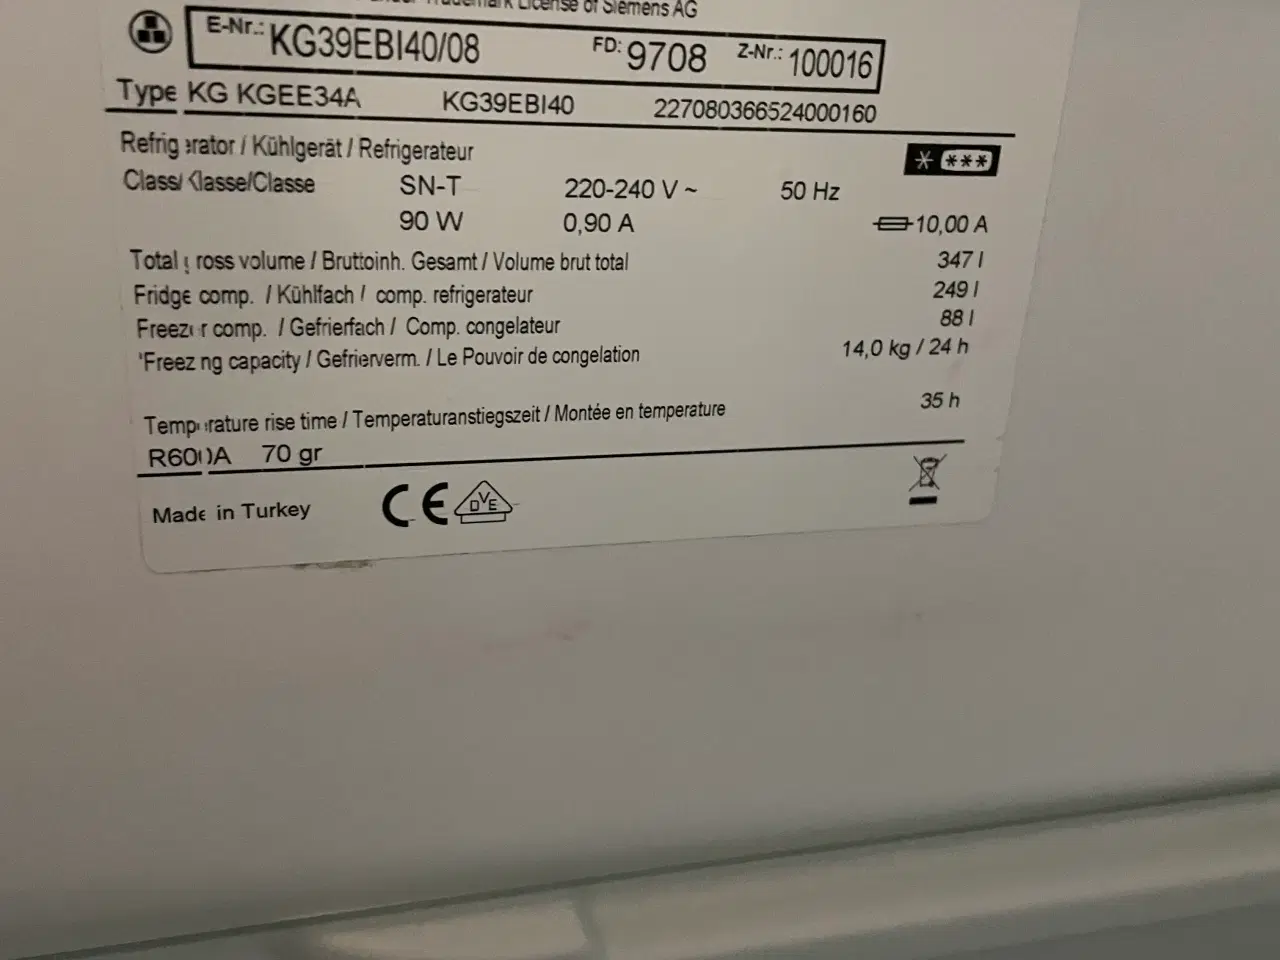 Trademark License of Siemens AG
E-Nr.: KG39EBI40/08 FD: 9708 Z-Nr.: 100016
Type KG KGEE34A KG39EBI40 227080366524000160
Refrigerator / Kühlgerät / Refrigerateur
Class/Klasse/Classe SN-T 220-240 V ~ 50 Hz
90 W 0,90 A 10,00 A
Total gross volume / Bruttoinh. Gesamt / Volume brut total 347 l
Fridge comp. / Kühlfach / comp. refrigerateur 249 l
Freezer comp. / Gefrierfach / Comp. congelateur 88 l
Freezing capacity / Gefrierverm. / Le Pouvoir de congelation 14,0 kg / 24 h
Temperature rise time / Temperaturanstiegszeit / Montée en temperature 35 h
R600A 70 gr
Made in Turkey CE DVE